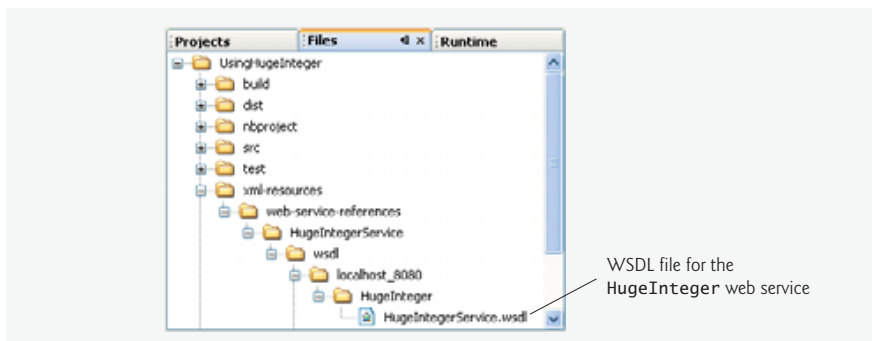 Projects
Files
Runtime
UsingHugeInteger
build
dist
nbproject
src
test
xml-resources
web-service-references
HugeIntegerService
wsdl
localhost_8080
HugeInteger
HugeIntegerService.wsdl
WSDL file for the
HugeInteger web service